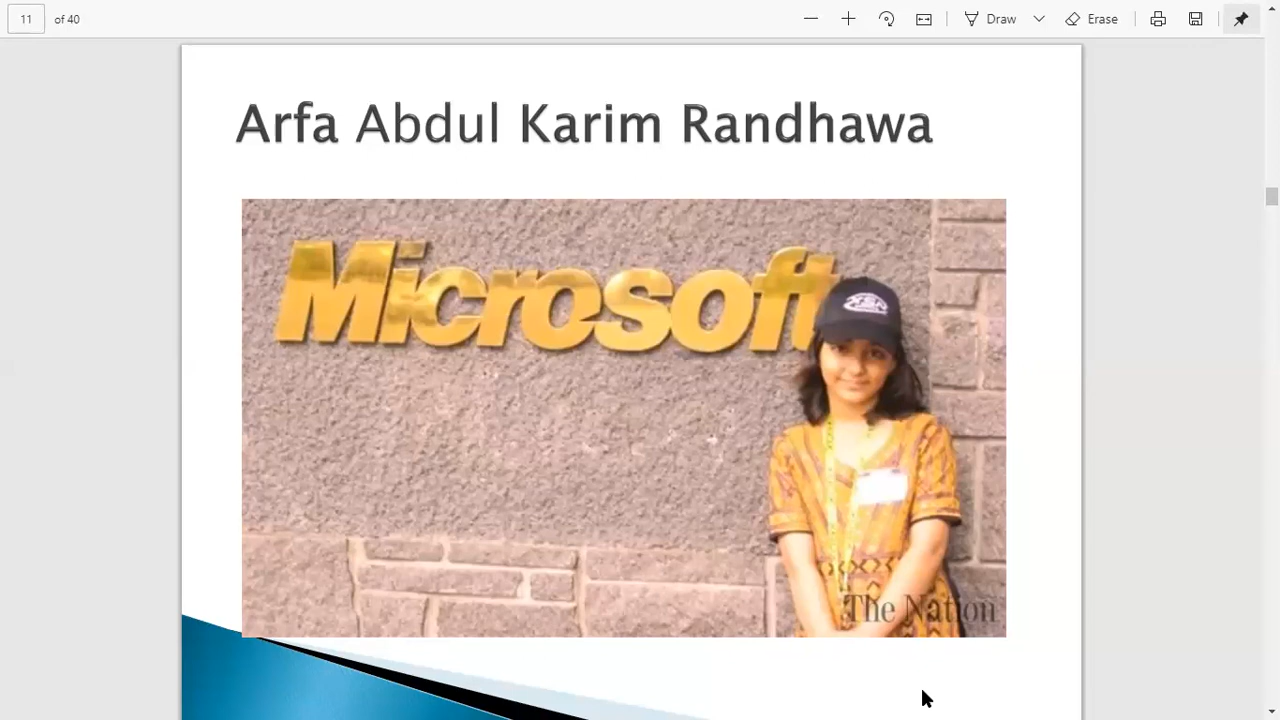 11
of 40
Draw
Erase
Arfa Abdul Karim Randhawa
Microsoft
The Nation